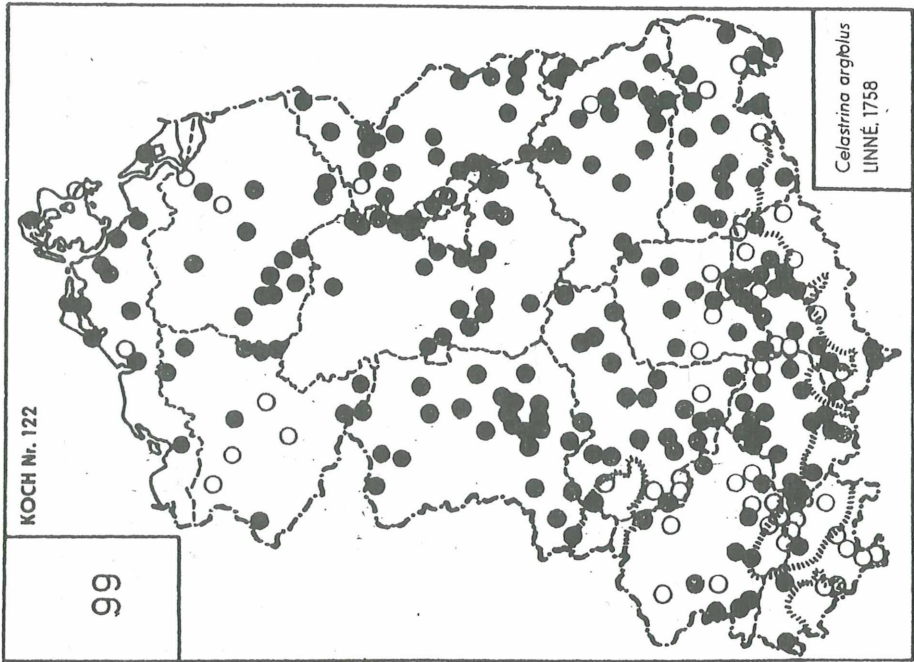 99
KOCH Nr. 122
Celastrina argiolus
LINNÉ, 1758